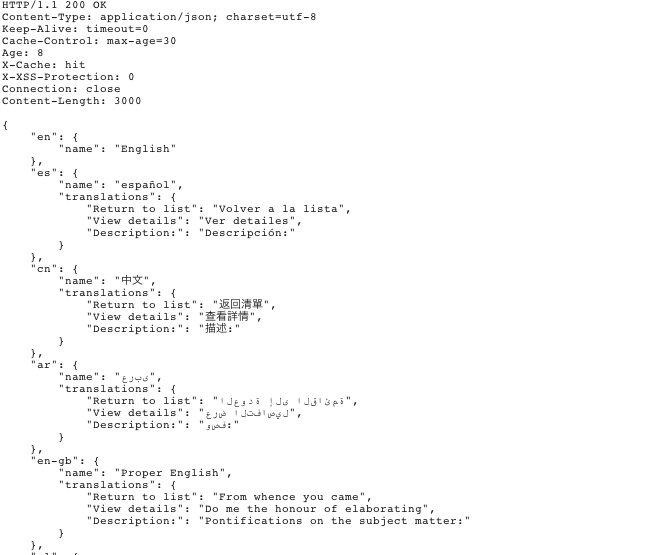 HTTP/1.1 200 OK
Content-Type: application/json; charset=utf-8
Keep-Alive: timeout=0
Cache-Control: max-age=30
Age: 8
X-Cache: hit
X-XSS-Protection: 0
Connection: close
Content-Length: 3000
{
"en": {
"name": "English"
},
"es": {
"name": "español",
"translations": {
"Return to list": "Volver a la lista",
"View details": "Ver detailes",
"Description:": "Descripción:"
}
},
"cn": {
"name": "中文",
"translations": {
"Return to list": "返回清單",
"View details": "查看詳情",
"Description:": "描述:"
}
},
"ar": {
"name": "عربى",
"translations": {
"Return to list": "العودة إلى القائمة",
"View details": "عرض التفاصيل",
"Description:": "وصف:"
}
},
"en-gb": {
"name": "Proper English",
"translations": {
"Return to list": "From whence you came",
"View details": "Do me the honour of elaborating",
"Description:": "Pontifications on the subject matter:"
}
},